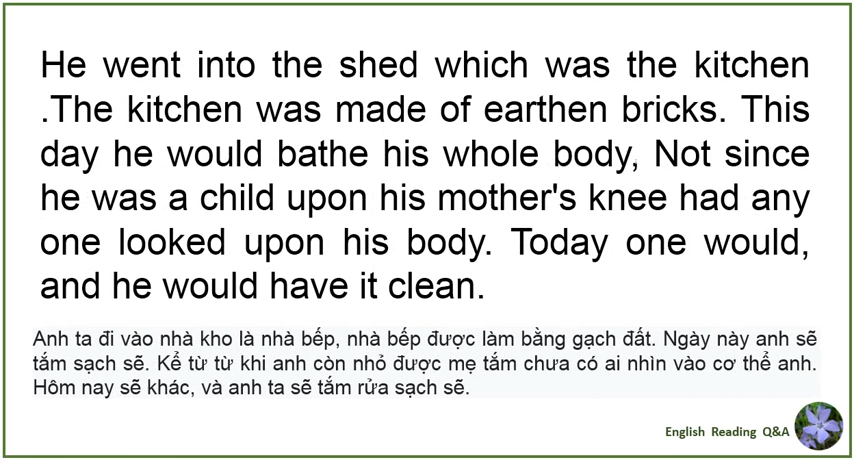 He went into the shed which was the kitchen
.The kitchen was made of earthen bricks. This
day he would bathe his whole body, Not since
he was a child upon his mother's knee had any
one looked upon his body. Today one would,
and he would have it clean.
Anh ta đi vào nhà kho là nhà bếp, nhà bếp được làm bằng gạch đất. Ngày này anh sẽ
tắm sạch sẽ. Kể từ từ khi anh còn nhỏ được mẹ tắm chưa có ai nhìn vào cơ thể anh.
Hôm nay sẽ khác, và anh ta sẽ tắm rửa sạch sẽ.
English Reading Q&A